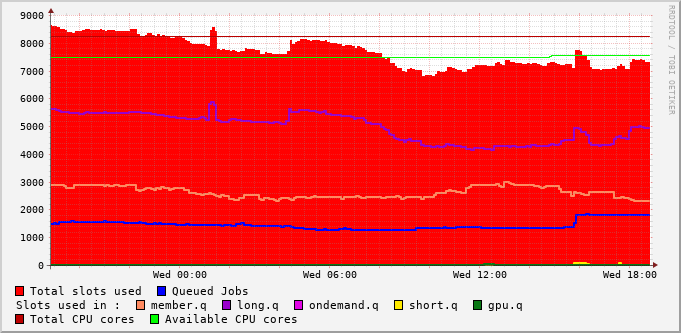 9000
8000
7000
6000
5000
4000
3000
2000
1000
0
Wed 00:00 Wed 06:00 Wed 12:00 Wed 18:00
RRDTOOL / TOBI OETIKER
Total slots used Queued Jobs
Slots used in : member.q long.q ondemand.q short.q gpu.q
Total CPU cores Available CPU cores